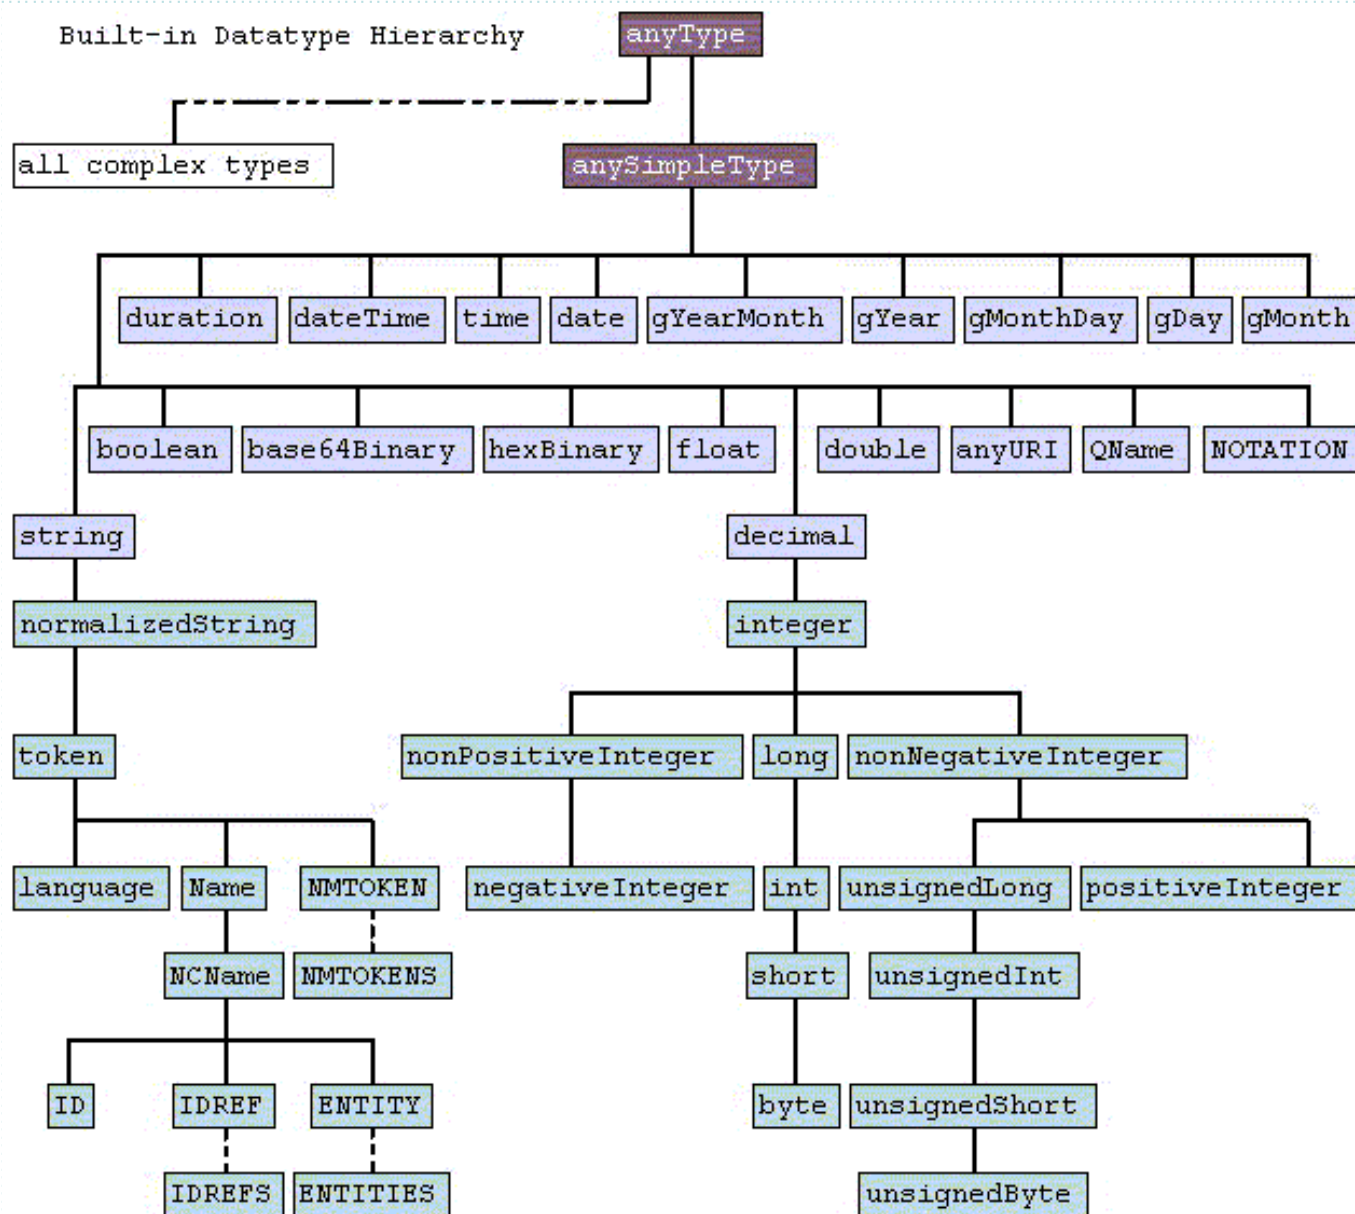 Built-in Datatype Hierarchy anyType
all complex types anySimpleType
duration dateTime time date gYearMonth gYear gMonthDay gDay gMonth
boolean base64Binary hexBinary float double anyURI QName NOTATION
string decimal
normalizedString integer
token nonPositiveInteger long nonNegativeInteger
language Name NMTOKEN negativeInteger int unsignedLong positiveInteger
NCName NMTOKENS short unsignedInt
ID IDREF ENTITY byte unsignedShort
IDREFS ENTITIES unsignedByte